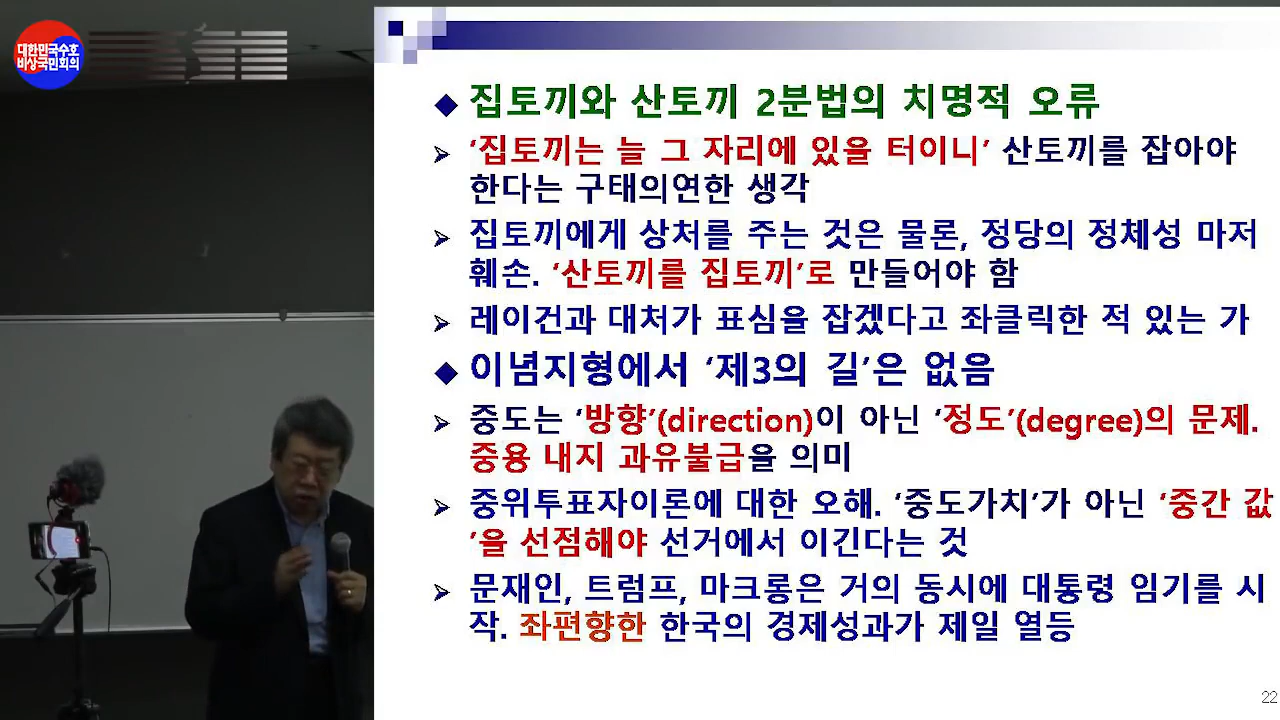 대한민국수호
비상국민회의
◆ 집토끼와 산토끼 2분법의 치명적 오류
➢ '집토끼는 늘 그 자리에 있을 터이니' 산토끼를 잡아야
한다는 구태의연한 생각
➢ 집토끼에게 상처를 주는 것은 물론, 정당의 정체성 마저
훼손. '산토끼를 집토끼'로 만들어야 함
➢ 레이건과 대처가 표심을 잡겠다고 좌클릭한 적 있는 가
◆ 이념지형에서 '제3의 길'은 없음
➢ 중도는 '방향'(direction)이 아닌 '정도'(degree)의 문제.
중용 내지 과유불급을 의미
➢ 중위투표자이론에 대한 오해. '중도가치'가 아닌 '중간 값
'을 선점해야 선거에서 이긴다는 것
➢ 문재인, 트럼프, 마크롱은 거의 동시에 대통령 임기를 시
작. 좌편향한 한국의 경제성과가 제일 열등
22